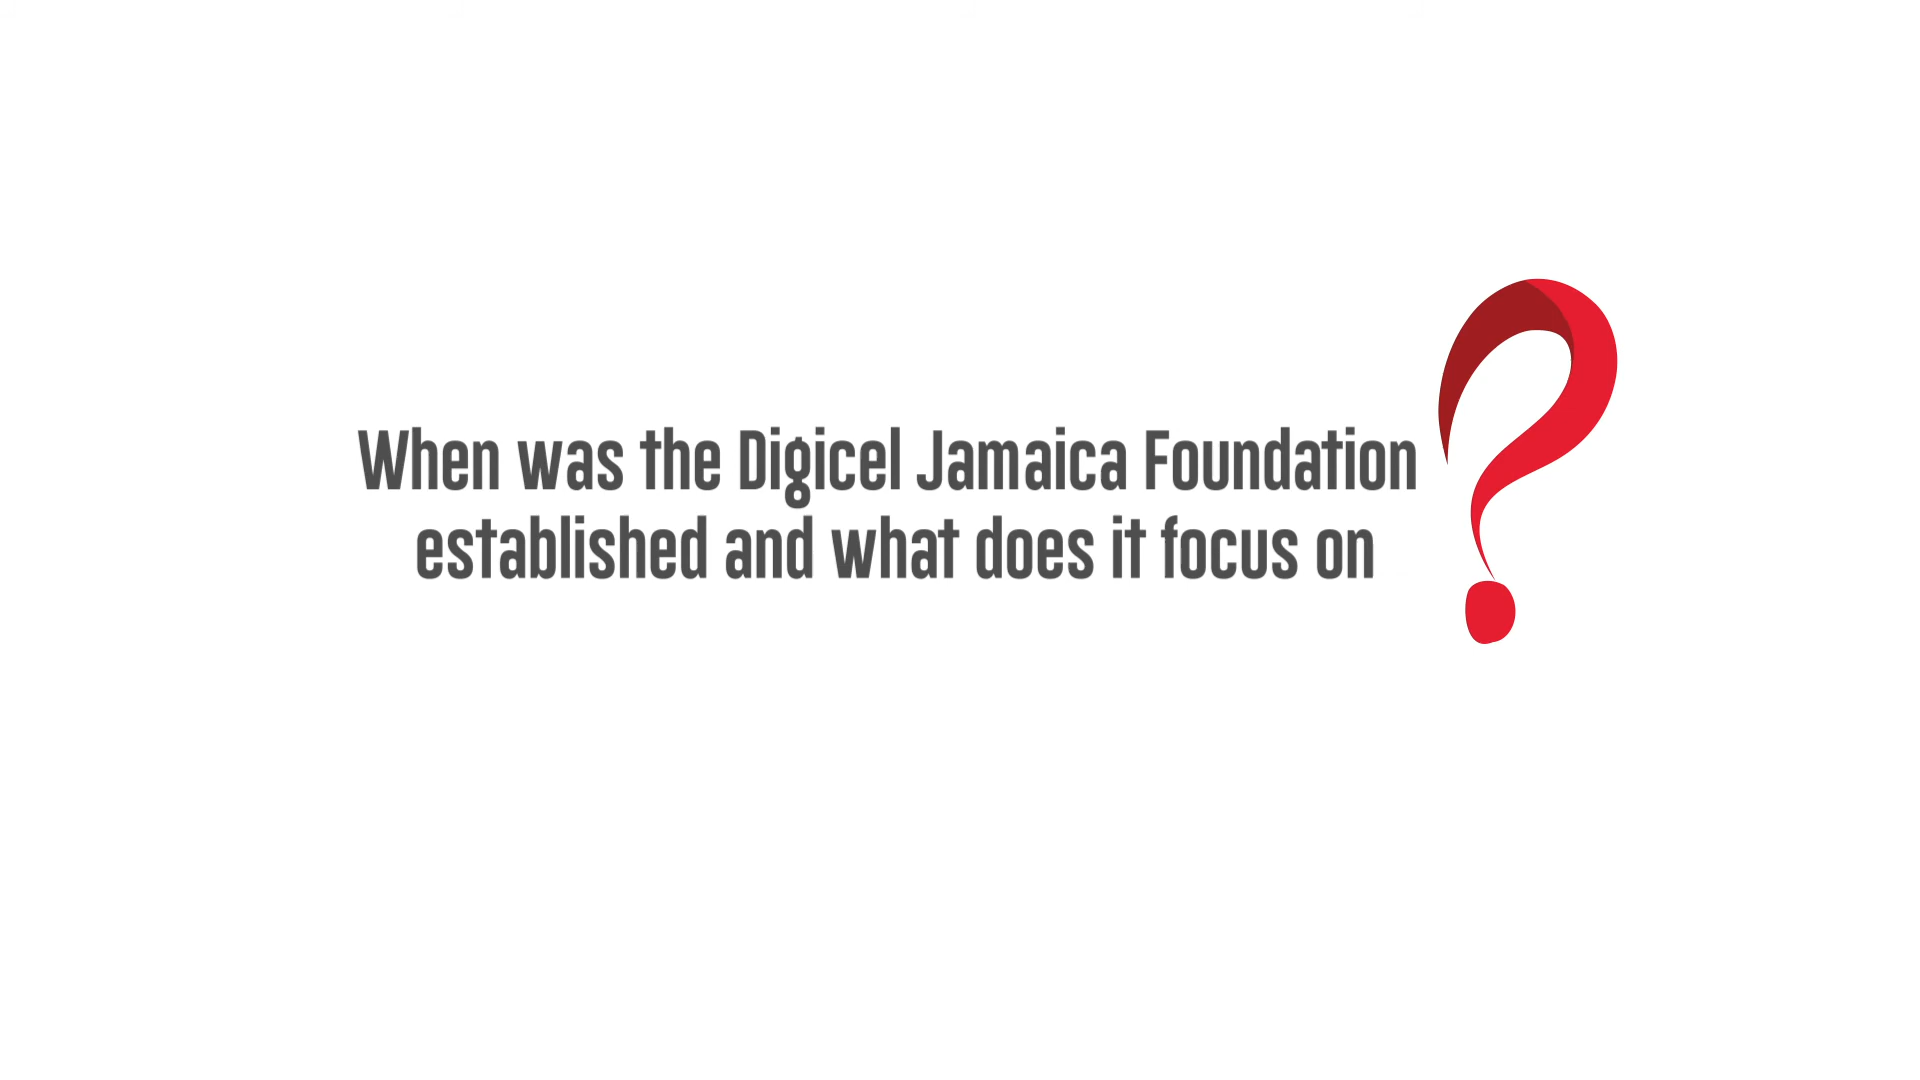 When was the Digicel Jamaica Foundation
established and what does it focus on ?